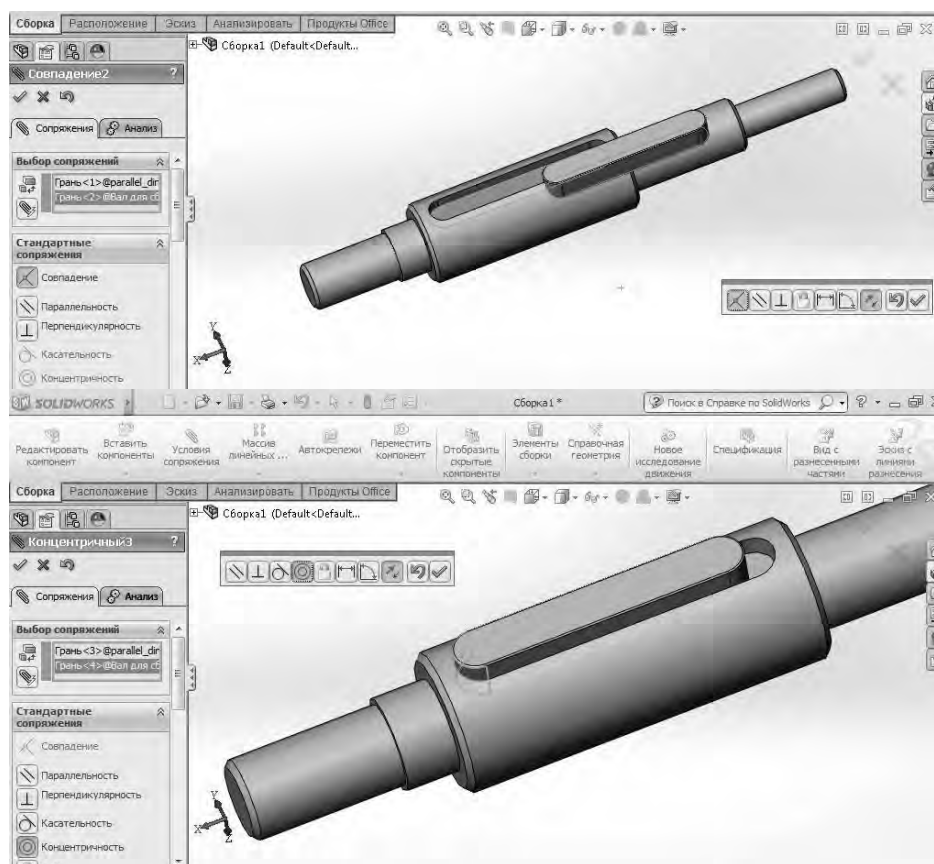 Сборка Расположение Эскиз Анализировать Продукты Office
Сборка1 (Default<Default...
Совпадение2 ?
Сопряжения Анализ
Выбор сопряжений
Грань<1>@parallel_dir
Грань<2>@Вал для сб
Стандартные
сопряжения
Совпадение
Параллельность
Перпендикулярность
Касательность
Концентричность
Y
X
Z
SOLIDWORKS
Сборка1 *
Поиск в Справке по SolidWorks
?
Редактировать
компонент
Вставить
компоненты
Условия
сопряжения
Массив
линейных ...
Автокрепежи
Переместить
компонент
Отобразить
скрытые
компоненты
Элементы
сборки
Справочная
геометрия
Новое
исследование
движения
Спецификация
Вид с
разнесенными
частями
Эскиз с
линиями
разнесения
Сборка Расположение Эскиз Анализировать Продукты Office
Сборка1 (Default<Default...
Концентричный3 ?
Сопряжения Анализ
Выбор сопряжений
Грань<3>@parallel_dir
Грань<4>@Вал для сб
Стандартные
сопряжения
Совпадение
Параллельность
Перпендикулярность
Касательность
Концентричность
Y
X
Z